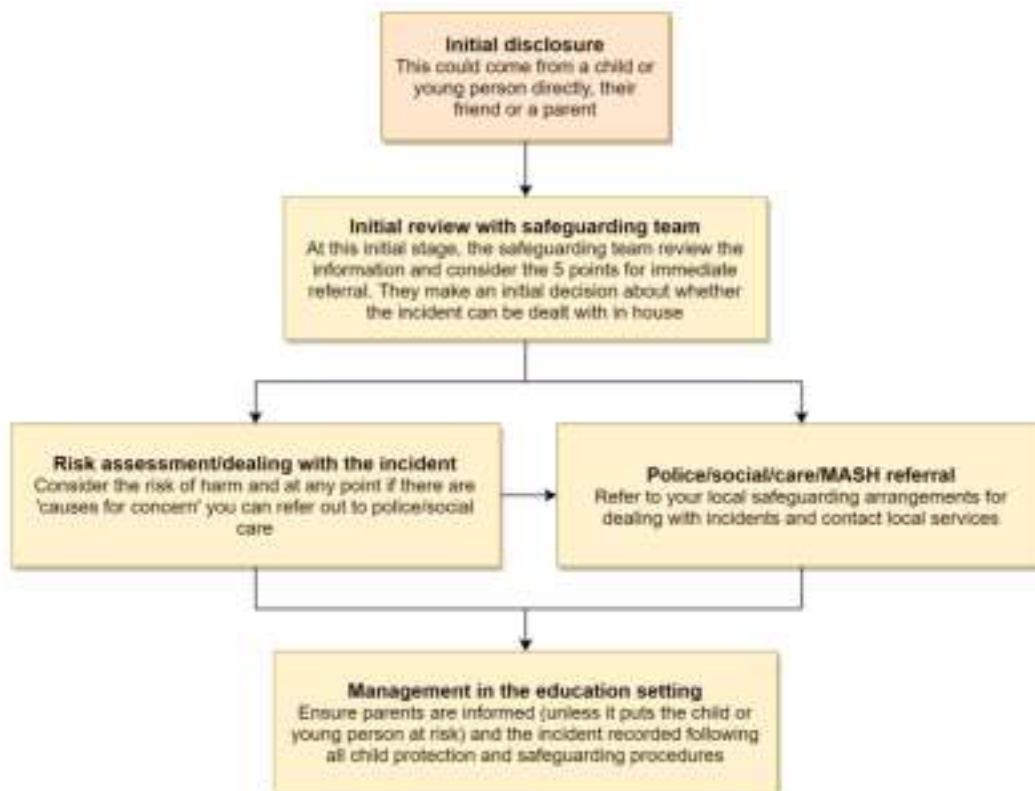 Initial disclosure
This could come from a child or
young person directly, their
friend or a parent
Initial review with safeguarding team
At this initial stage, the safeguarding team review the
information and consider the 5 points for immediate
referral. They make an initial decision about whether
the incident can be dealt with in house
Risk assessment/dealing with the incident
Consider the risk of harm and at any point if there are
'causes for concern' you can refer out to police/social
care
Police/social/care/MASH referral
Refer to your local safeguarding arrangements for
dealing with incidents and contact local services
Management in the education setting
Ensure parents are informed (unless it puts the child or
young person at risk) and the incident recorded following
all child protection and safeguarding procedures